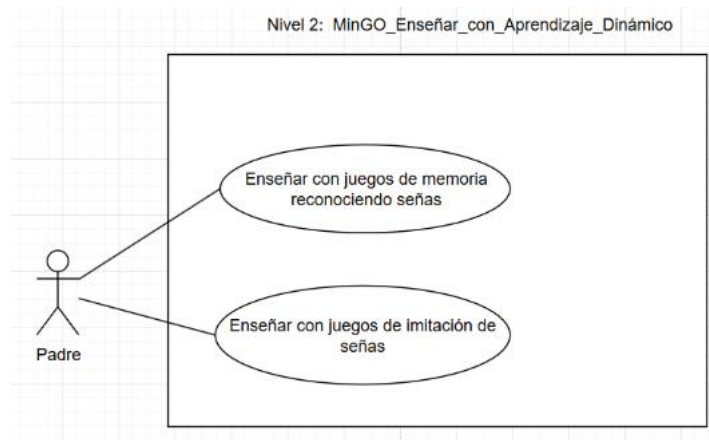 Nivel 2: MinGO_Enseñar_con_Aprendizaje_Dinámico
Enseñar con juegos de memoria
reconociendo señas
Enseñar con juegos de imitación de
señas
Padre